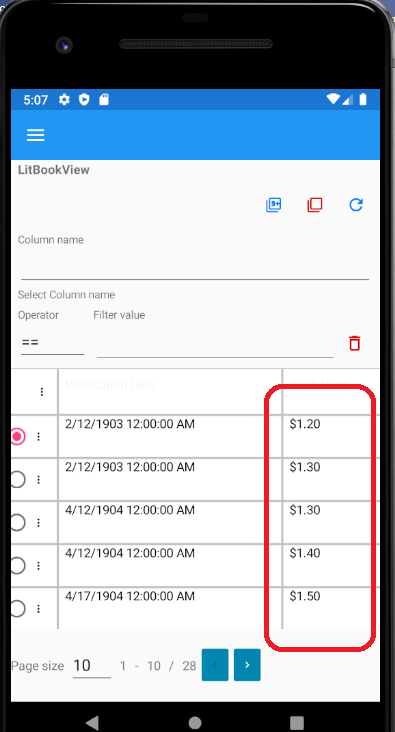 5:07
LitBookView
9+
Column name
Select Column name
Operator Filter value
==
Publication Date
2/12/1903 12:00:00 AM $1.20
2/12/1903 12:00:00 AM $1.30
4/12/1904 12:00:00 AM $1.30
4/12/1904 12:00:00 AM $1.40
4/17/1904 12:00:00 AM $1.50
Page size 10 1 - 10 / 28